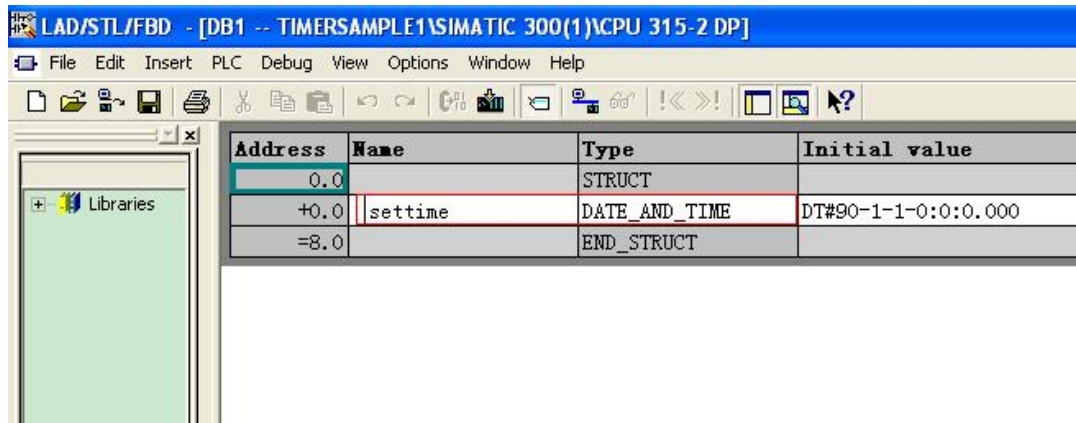 LAD/STL/FBD - [DB1 -- TIMERSAMPLE1\SIMATIC 300(1)\CPU 315-2 DP]
File Edit Insert PLC Debug View Options Window Help
Address Name Type Initial value
0.0 STRUCT
Libraries
+0.0 settime DATE_AND_TIME DT#90-1-1-0:0:0.000
=8.0 END_STRUCT